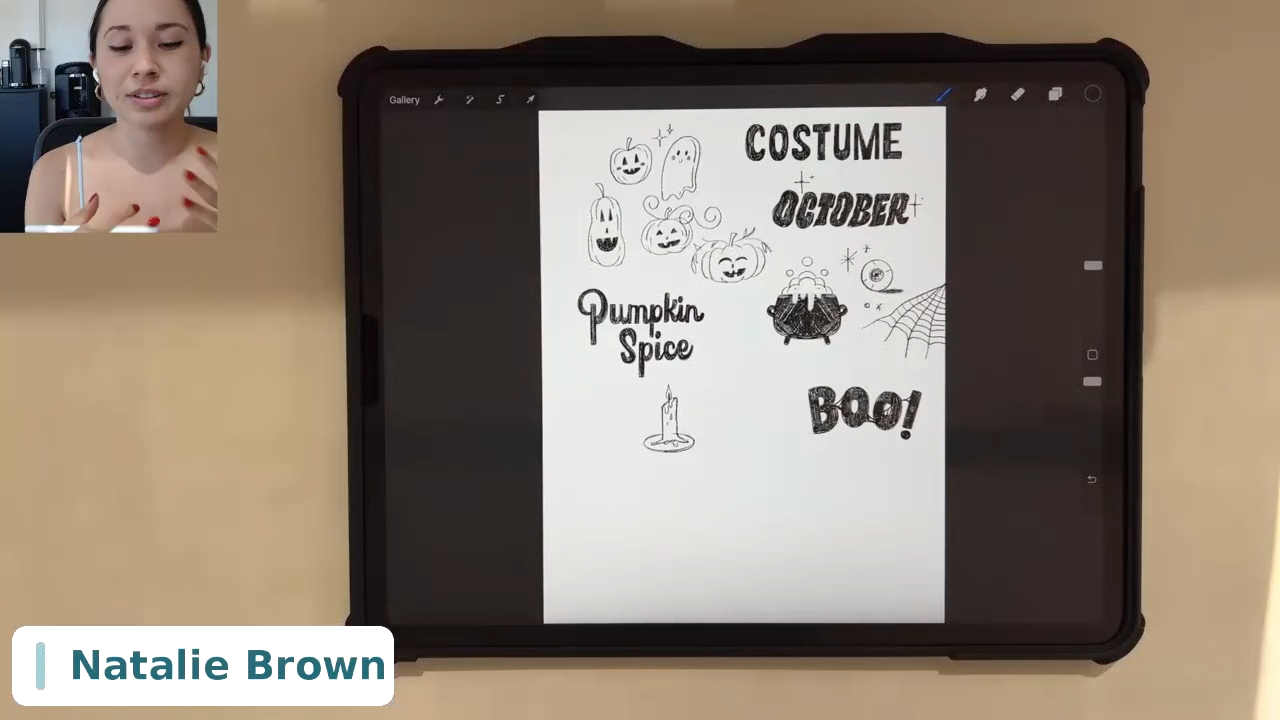 Gallery
COSTUME
OCTOBER
Pumpkin
Spice
BOO!
Natalie Brown